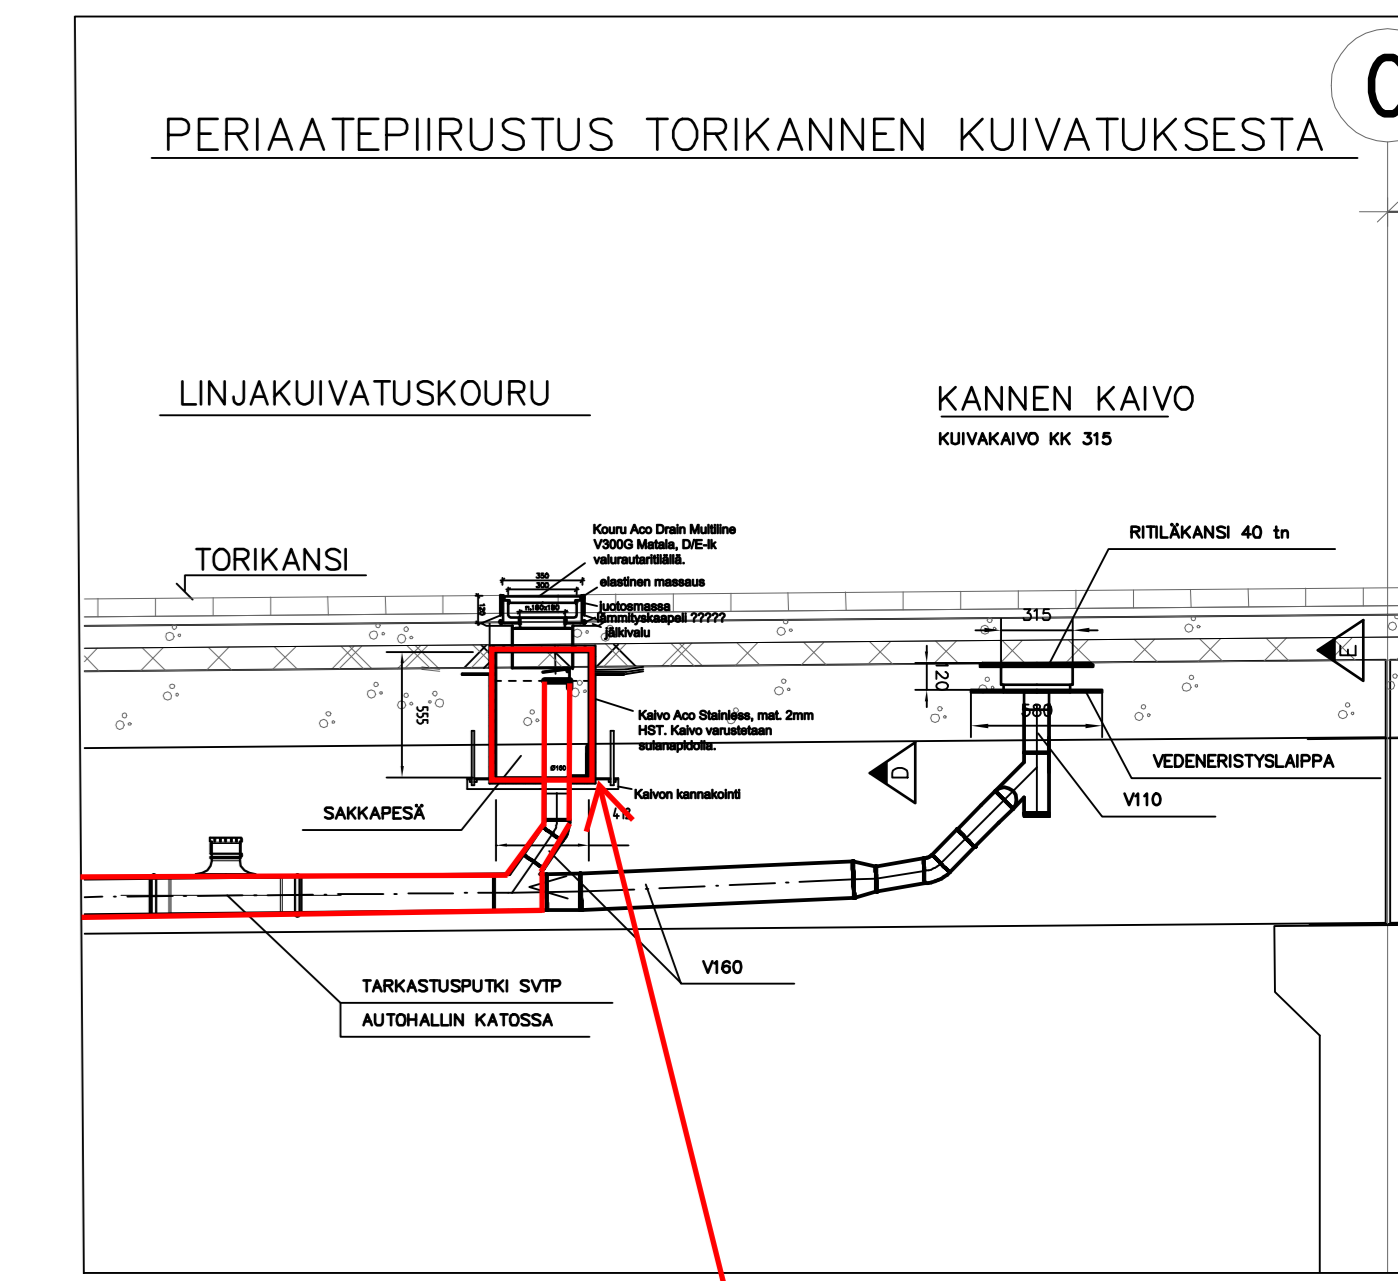 PERIAATEPIIRUSTUS TORIKANNEN KUIVATUKSESTA
LINJAKUIVATUSKOURU
KANNEN KAIVO
KUIVAKAIVO KK 315
Kouru Aco Drain Multiline
V300G Matala, D/E-lk
valurautaritilällä.
RITILÄKANSI 40 tn
TORIKANSI
elastinen massaus
350
300
120
n.150x150
juotosmassa
lämmityskaapeli ?????
jälkivalu
315
E
120
555
580
Kaivo Aco Stainless, mat. 2mm
HST. Kaivo varustetaan
sulanapidolla.
VEDENERISTYSLAIPPA
D
Ø160
Kaivon kannakointi
V110
SAKKAPESÄ
V160
TARKASTUSPUTKI SVTP
AUTOHALLIN KATOSSA